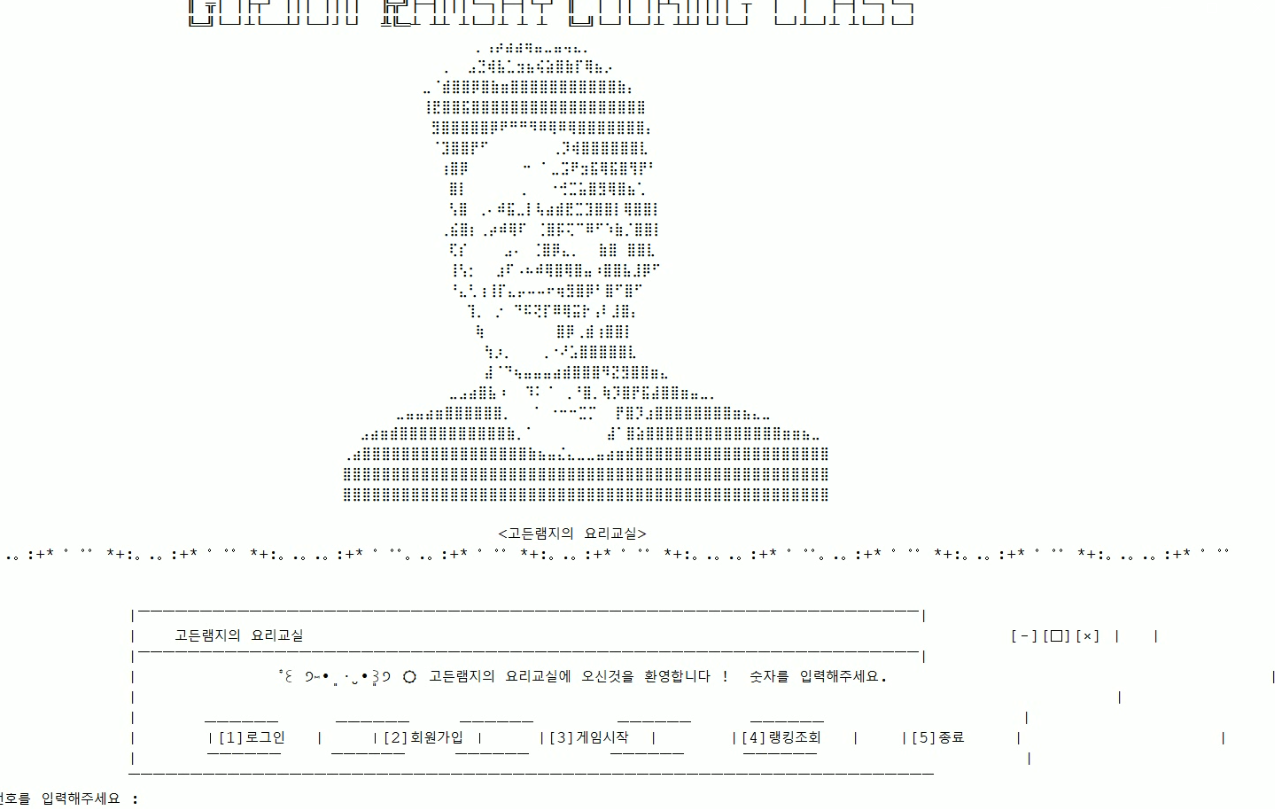 GORDON RAMSAY COOKING CLASS
<고든램지의 요리교실>
고든램지의 요리교실 [-][□][×]
고든램지의 요리교실에 오신것을 환영합니다 ! 숫자를 입력해주세요.
[1]로그인 [2]회원가입 [3]게임시작 [4]랭킹조회 [5]종료
입력해주세요 :